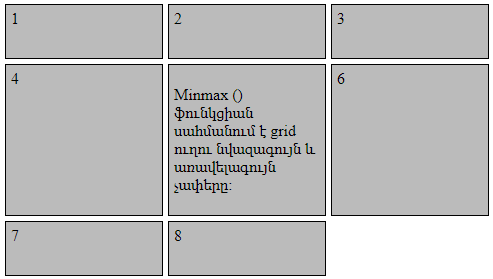 1
2
3
4
Minmax ()
ֆունկցիան
սահմանում է grid
ուղու նվազագույն և
առավելագույն
չափերը:
6
7
8